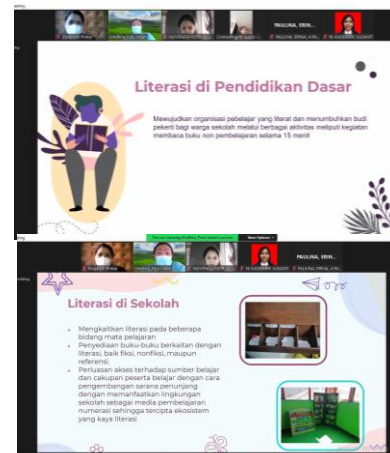 PAULINA, ERIN...
Literasi di Pendidikan Dasar
Mewujudkan organisasi pebelajar yang literat dan menumbuhkan budi
pekerti bagi warga sekolah melalui berbagai aktivitas meliputi kegiatan
membaca buku non pembelajaran selama 15 menit
PAULINA, ERIN...
Literasi di Sekolah
Mengkaitkan literasi pada beberapa
bidang mata pelajaran
Penyediaan buku-buku berkaitan dengan
literasi, baik fiksi, nonfiksi, maupun
referensi.
Perluasan akses terhadap sumber belajar
dan cakupan peserta belajar dengan cara
pengembangan sarana penunjang
dengan memanfaatkan lingkungan
sekolah sebagai media pembelajaran
numerasi sehingga tercipta ekosistem
yang kaya literasi